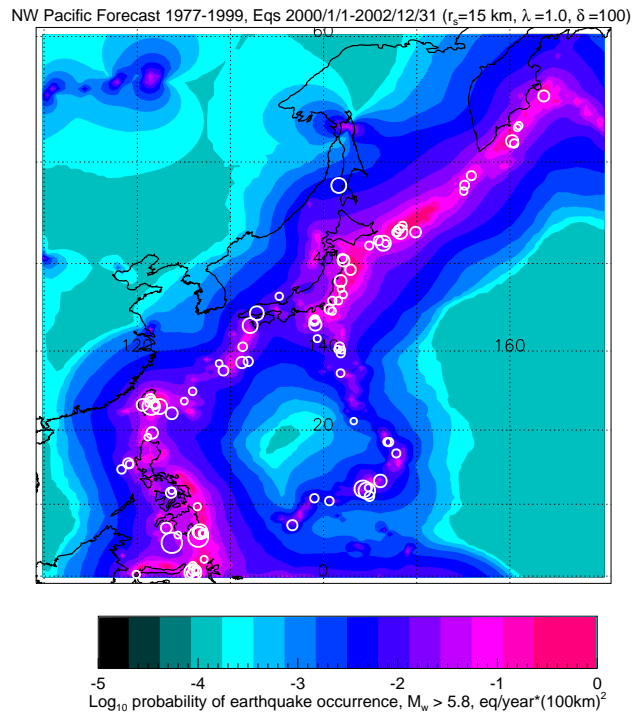 NW Pacific Forecast 1977-1999, Eqs 2000/1/1-2002/12/31 (rₛ=15 km, λ=1.0, δ=100)
60
40
120 140 160
20
0
-5 -4 -3 -2 -1 0
Log₁₀ probability of earthquake occurrence, M_w > 5.8, eq/year*(100km)²